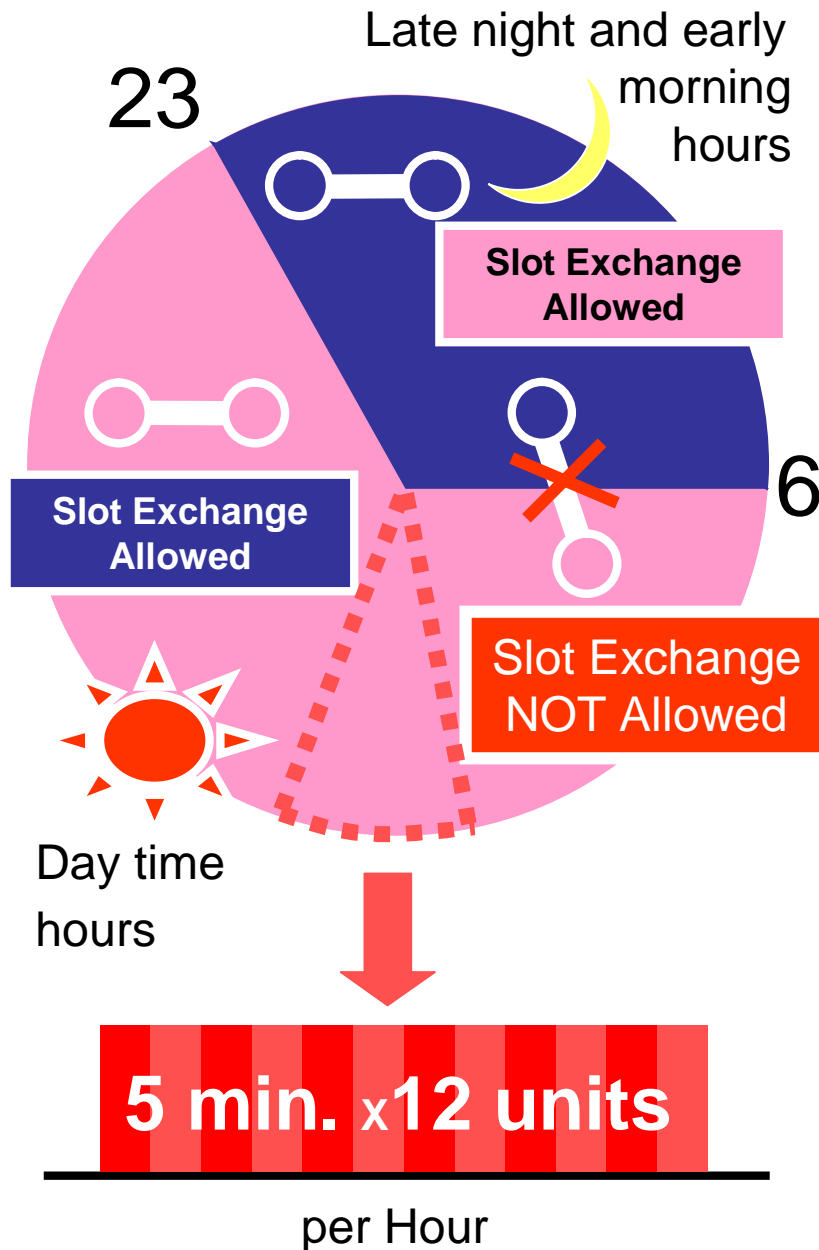 Late night and early
morning
hours
23
Slot Exchange
Allowed
6
Slot Exchange
Allowed
Slot Exchange
NOT Allowed
Day time
hours
5 min. x12 units
per Hour